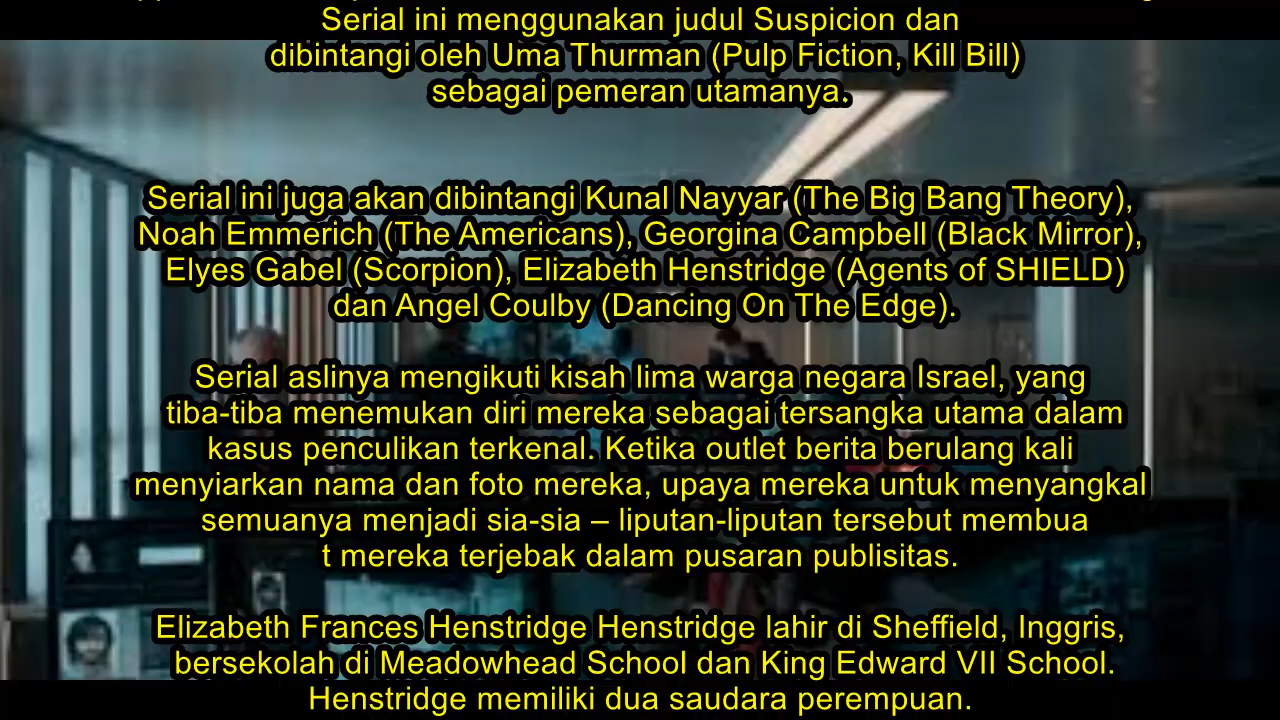 Serial ini menggunakan judul Suspicion dan
dibintangi oleh Uma Thurman (Pulp Fiction, Kill Bill)
sebagai pemeran utamanya.
Serial ini juga akan dibintangi Kunal Nayyar (The Big Bang Theory),
Noah Emmerich (The Americans), Georgina Campbell (Black Mirror),
Elyes Gabel (Scorpion), Elizabeth Henstridge (Agents of SHIELD)
dan Angel Coulby (Dancing On The Edge).
Serial aslinya mengikuti kisah lima warga negara Israel, yang
tiba-tiba menemukan diri mereka sebagai tersangka utama dalam
kasus penculikan terkenal. Ketika outlet berita berulang kali
menyiarkan nama dan foto mereka, upaya mereka untuk menyangkal
semuanya menjadi sia-sia – liputan-liputan tersebut membua
t mereka terjebak dalam pusaran publisitas.
Elizabeth Frances Henstridge Henstridge lahir di Sheffield, Inggris,
bersekolah di Meadowhead School dan King Edward VII School.
Henstridge memiliki dua saudara perempuan.